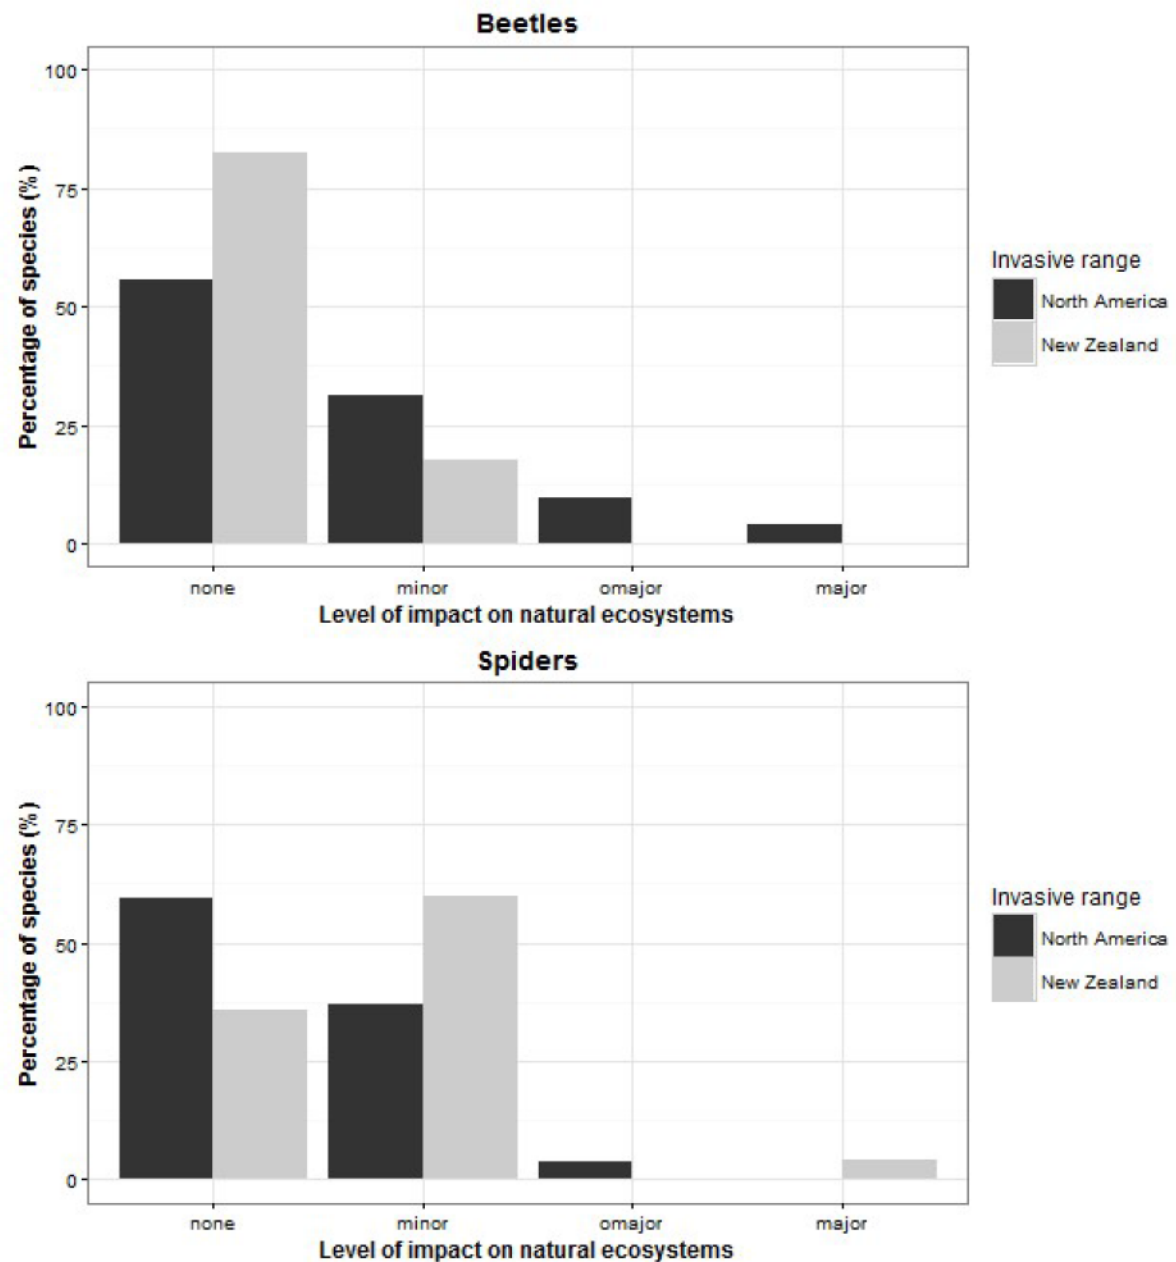 Beetles
100
75
50
25
0
Percentage of species (%)
none minor omajor major
Level of impact on natural ecosystems
Invasive range
North America
New Zealand
Spiders
100
75
50
25
0
Percentage of species (%)
none minor omajor major
Level of impact on natural ecosystems
Invasive range
North America
New Zealand